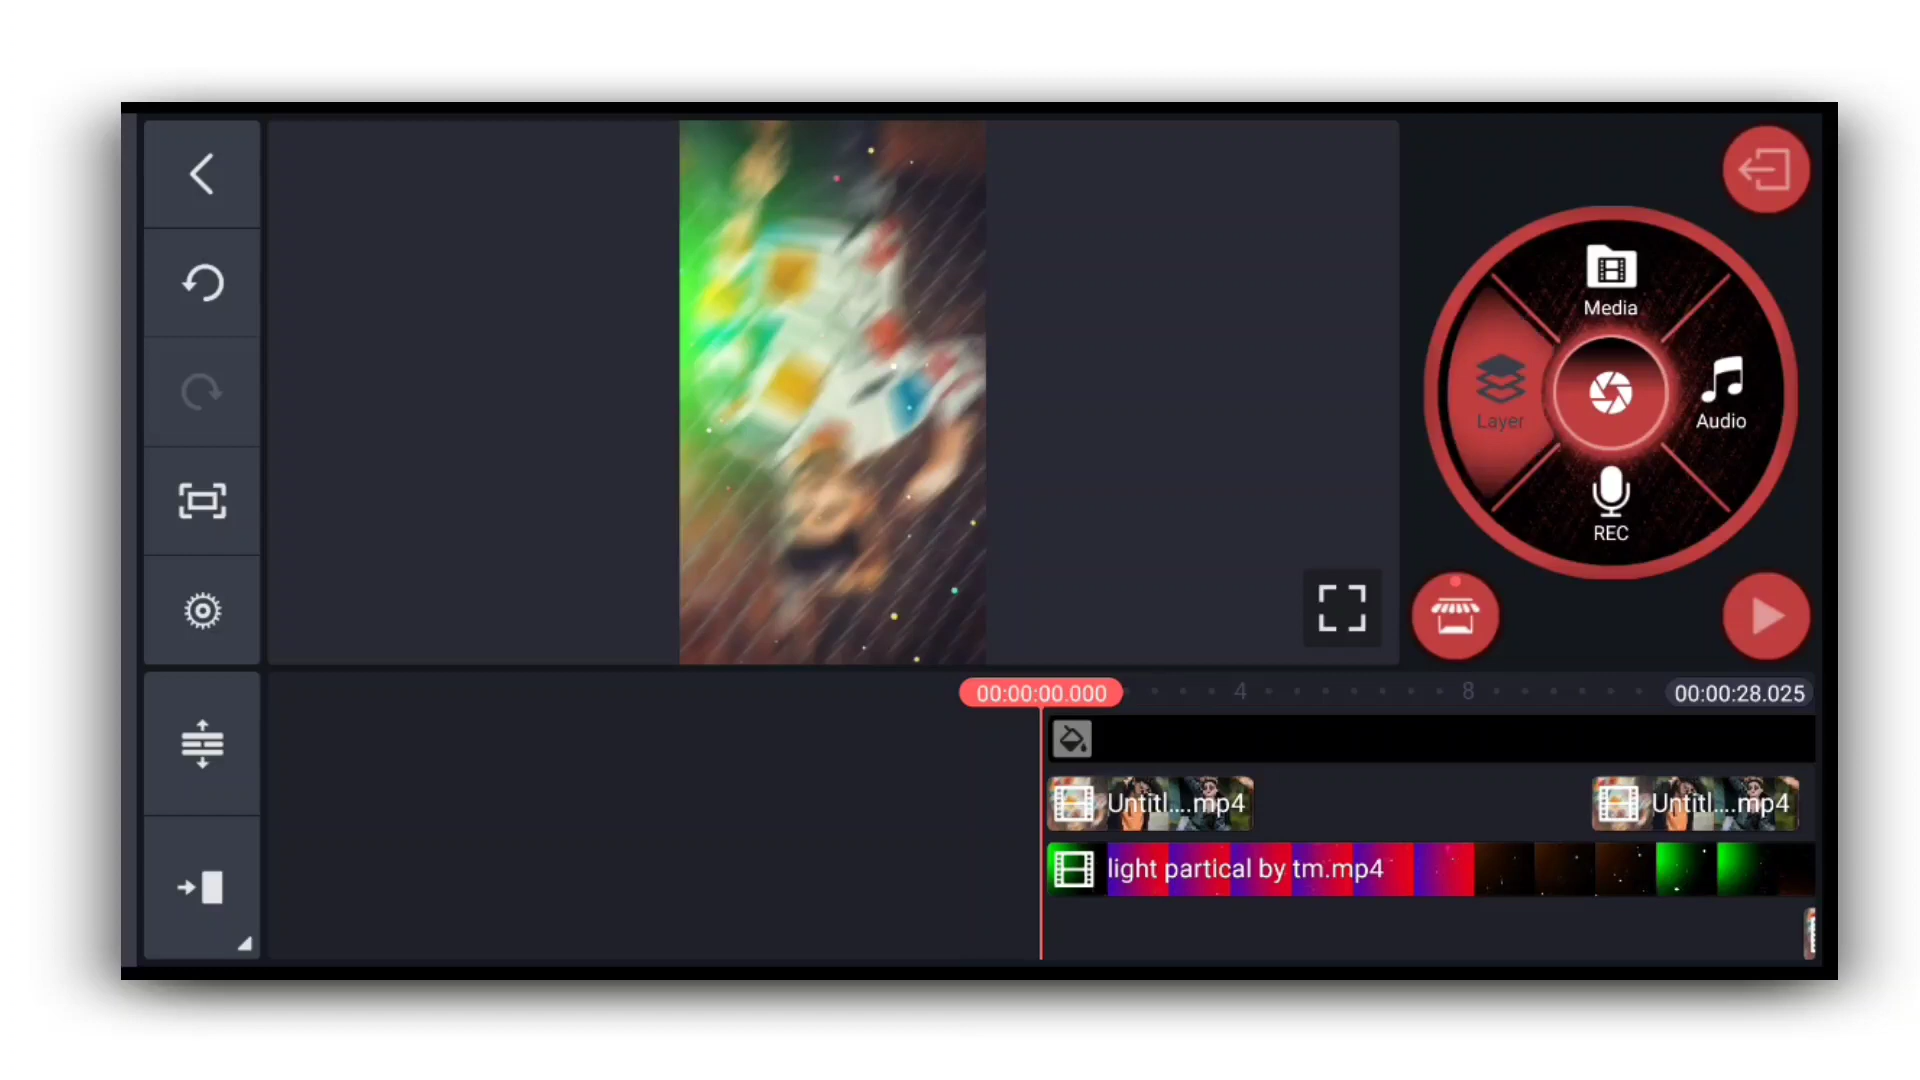 Media
Layer
Audio
REC
00:00:00.000
4
8
00:00:28.025
Untitl....mp4
Untitl....mp4
light partical by tm.mp4